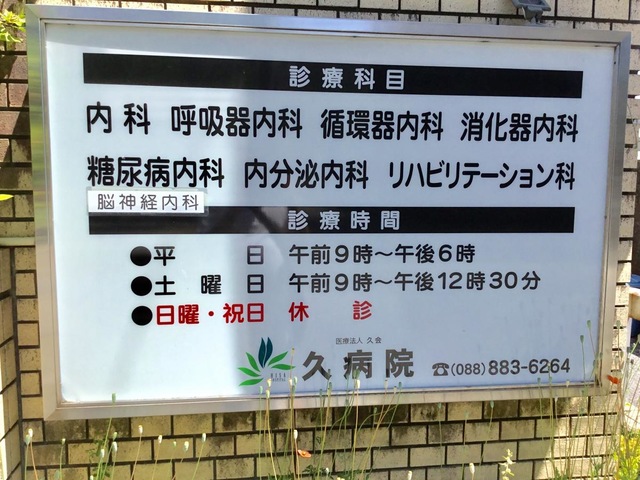 診療科目
内科 呼吸器内科 循環器内科 消化器内科
糖尿病内科 内分泌内科 リハビリテーション科
脳神経内科
診療時間
●平日 午前9時～午後6時
●土曜日 午前9時～午後12時30分
●日曜・祝日 休診
医療法人 久会
久病院 ☎(088)883-6264